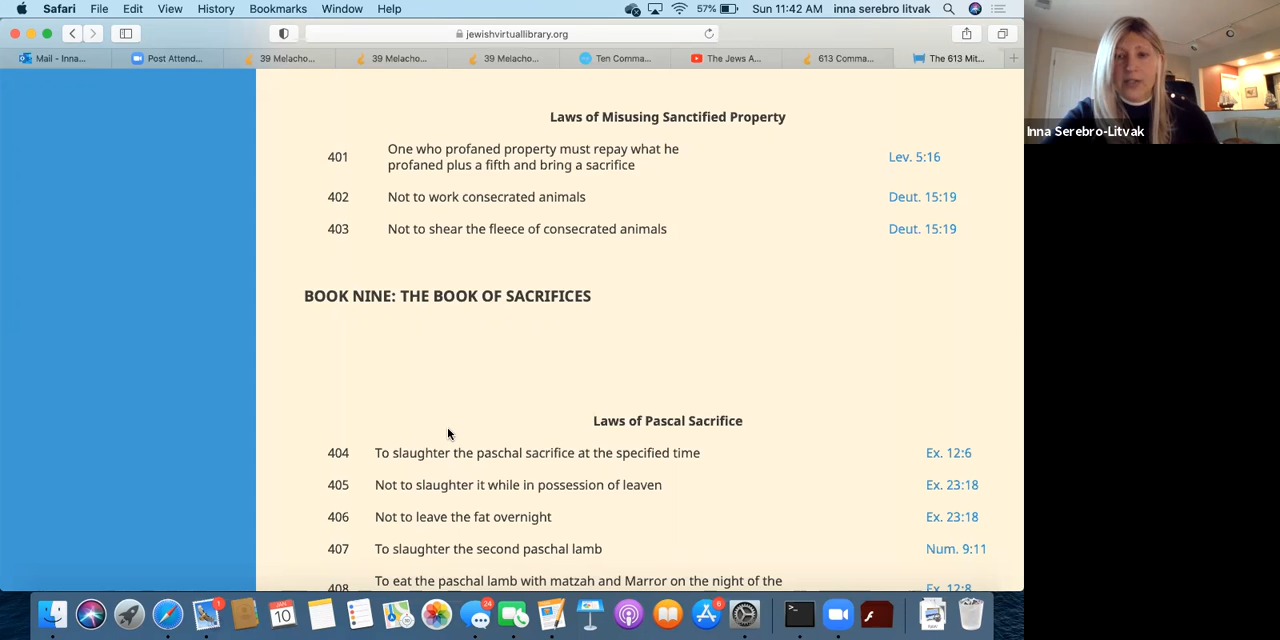 Safari File Edit View History Bookmarks Window Help 57% Sun 11:42 AM inna serebro litvak
jewishvirtuallibrary.org
Mail - Inna... Post Attend... 39 Melacho... 39 Melacho... 39 Melacho... Ten Comma... The Jews A... 613 Comma... The 613 Mit...
Laws of Misusing Sanctified Property
401 One who profaned property must repay what he
profaned plus a fifth and bring a sacrifice Lev. 5:16
402 Not to work consecrated animals Deut. 15:19
403 Not to shear the fleece of consecrated animals Deut. 15:19
BOOK NINE: THE BOOK OF SACRIFICES
Laws of Pascal Sacrifice
404 To slaughter the paschal sacrifice at the specified time Ex. 12:6
405 Not to slaughter it while in possession of leaven Ex. 23:18
406 Not to leave the fat overnight Ex. 23:18
407 To slaughter the second paschal lamb Num. 9:11
To eat the paschal lamb with matzah and Marror on the night of the
408 Ex. 12:8
Inna Serebro-Litvak
JAN
10
24
6
1